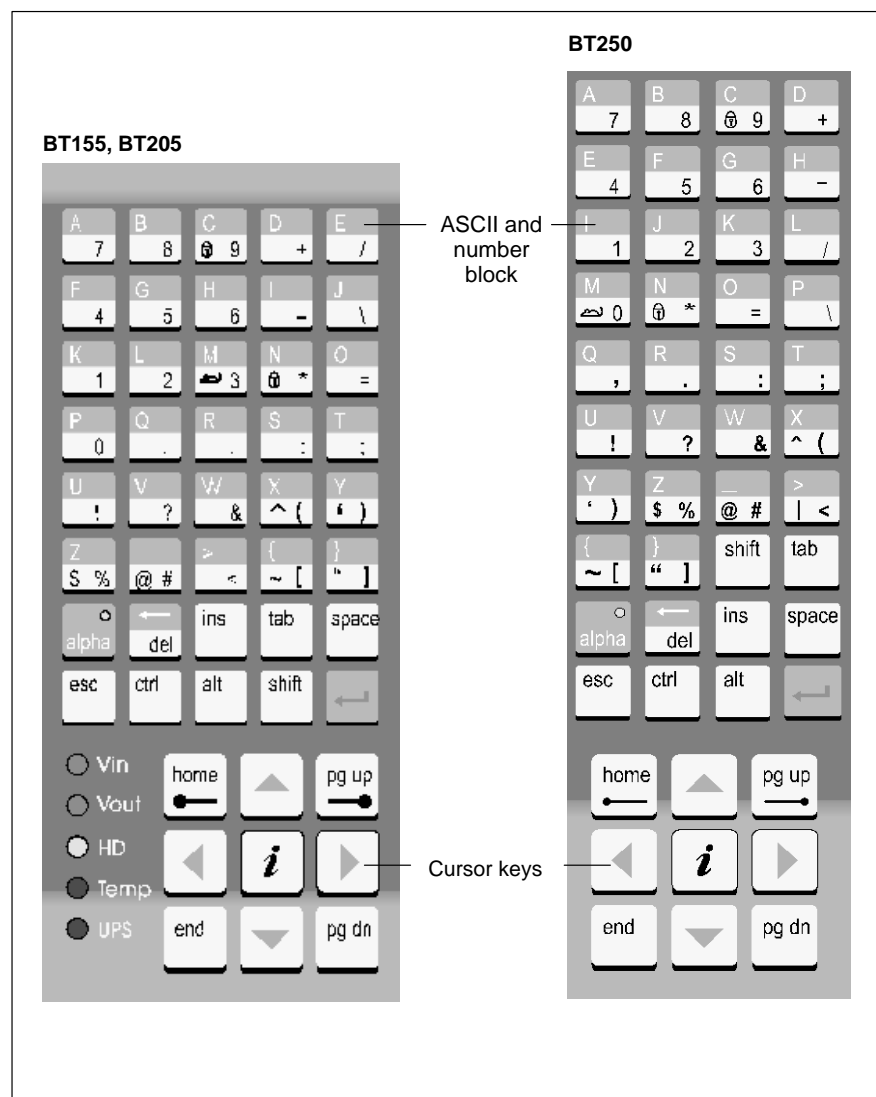 BT250
BT155, BT205
A B C D E
7 8 9 + /
F G H I J
4 5 6 – \
K L M N O
1 2 3 * =
P Q R S T
0 . : ;
U V W X Y
! ? & ^ ( ‘ )
Z > { }
$ % @ # < ~ [ " ]
alpha del ins tab space
esc ctrl alt shift
Vin
Vout
HD
Temp
UPS
home pg up
i
end pg dn
ASCII and
number
block
Cursor keys
A B C D
7 8 9 +
E F G H
4 5 6 –
I J K L
1 2 3 /
M N O P
0 * = \
Q R S T
, . : ;
U V W X
! ? & ^ (
Y Z _ >
‘ ) $ % @ # | <
{ } shift tab
~ [ “ ]
alpha del ins space
esc ctrl alt
home pg up
i
end pg dn